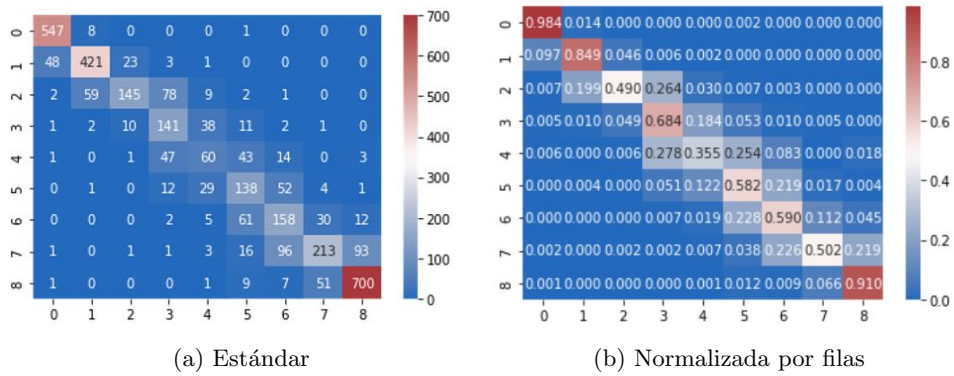 0 547 8 0 0 0 1 0 0 0
1 48 421 23 3 1 0 0 0 0
2 2 59 145 78 9 2 1 0 0
3 1 2 10 141 38 11 2 1 0
4 1 0 1 47 60 43 14 0 3
5 0 1 0 12 29 138 52 4 1
6 0 0 0 2 5 61 158 30 12
7 1 0 1 1 3 16 96 213 93
8 1 0 0 0 1 9 7 51 700
0 1 2 3 4 5 6 7 8
700
600
500
400
300
200
100
0
(a) Estándar
0 0.984 0.014 0.000 0.000 0.000 0.002 0.000 0.000 0.000
1 0.097 0.849 0.046 0.006 0.002 0.000 0.000 0.000 0.000
2 0.007 0.199 0.490 0.264 0.030 0.007 0.003 0.000 0.000
3 0.005 0.010 0.049 0.684 0.184 0.053 0.010 0.005 0.000
4 0.006 0.000 0.006 0.278 0.355 0.254 0.083 0.000 0.018
5 0.000 0.004 0.000 0.051 0.122 0.582 0.219 0.017 0.004
6 0.000 0.000 0.000 0.007 0.019 0.228 0.590 0.112 0.045
7 0.002 0.000 0.002 0.002 0.007 0.038 0.226 0.502 0.219
8 0.001 0.000 0.000 0.000 0.001 0.012 0.009 0.066 0.910
0 1 2 3 4 5 6 7 8
0.8
0.6
0.4
0.2
0.0
(b) Normalizada por filas